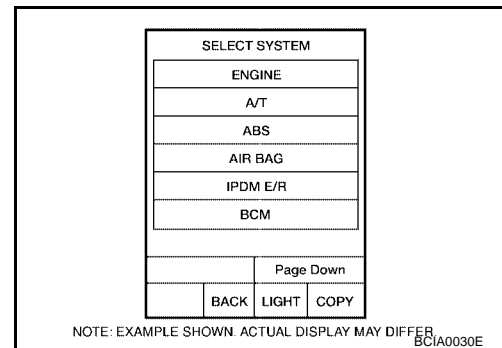 SELECT SYSTEM
ENGINE
A/T
ABS
AIR BAG
IPDM E/R
BCM
Page Down
BACK LIGHT COPY
NOTE: EXAMPLE SHOWN. ACTUAL DISPLAY MAY DIFFER.
BCIA0030E